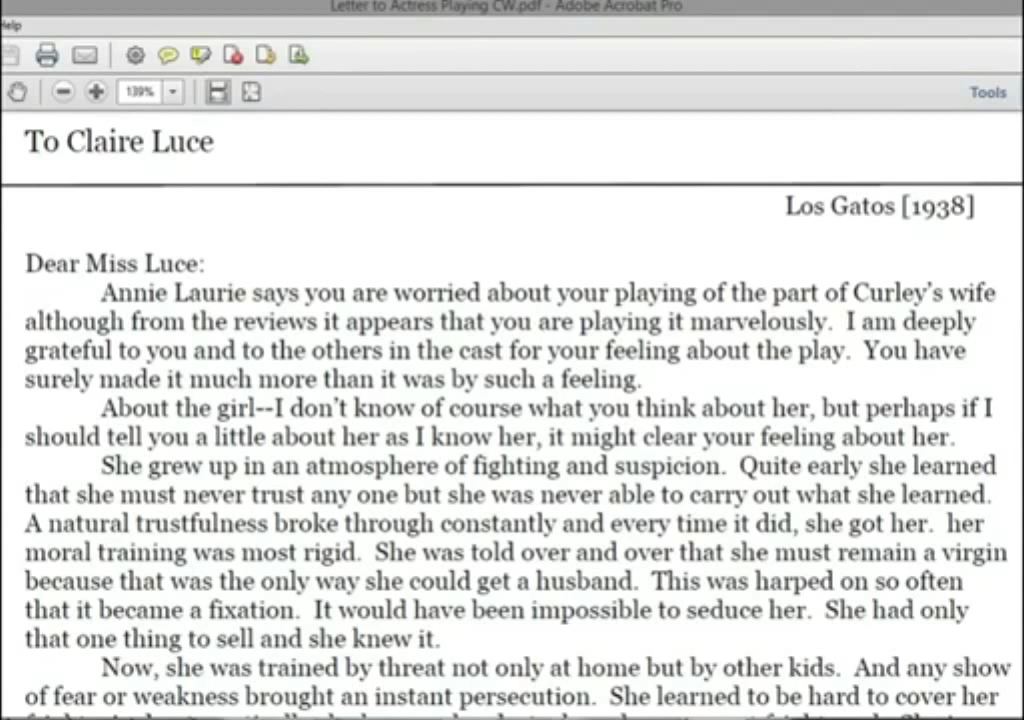 Letter to Actress Playing CW.pdf - Adobe Acrobat Pro
Help
139%
Tools
To Claire Luce
Los Gatos [1938]
Dear Miss Luce:
Annie Laurie says you are worried about your playing of the part of Curley's wife
although from the reviews it appears that you are playing it marvelously.  I am deeply
grateful to you and to the others in the cast for your feeling about the play.  You have
surely made it much more than it was by such a feeling.
About the girl--I don't know of course what you think about her, but perhaps if I
should tell you a little about her as I know her, it might clear your feeling about her.
She grew up in an atmosphere of fighting and suspicion.  Quite early she learned
that she must never trust any one but she was never able to carry out what she learned.
A natural trustfulness broke through constantly and every time it did, she got her.  her
moral training was most rigid.  She was told over and over that she must remain a virgin
because that was the only way she could get a husband.  This was harped on so often
that it became a fixation.  It would have been impossible to seduce her.  She had only
that one thing to sell and she knew it.
Now, she was trained by threat not only at home but by other kids.  And any show
of fear or weakness brought an instant persecution.  She learned to be hard to cover her